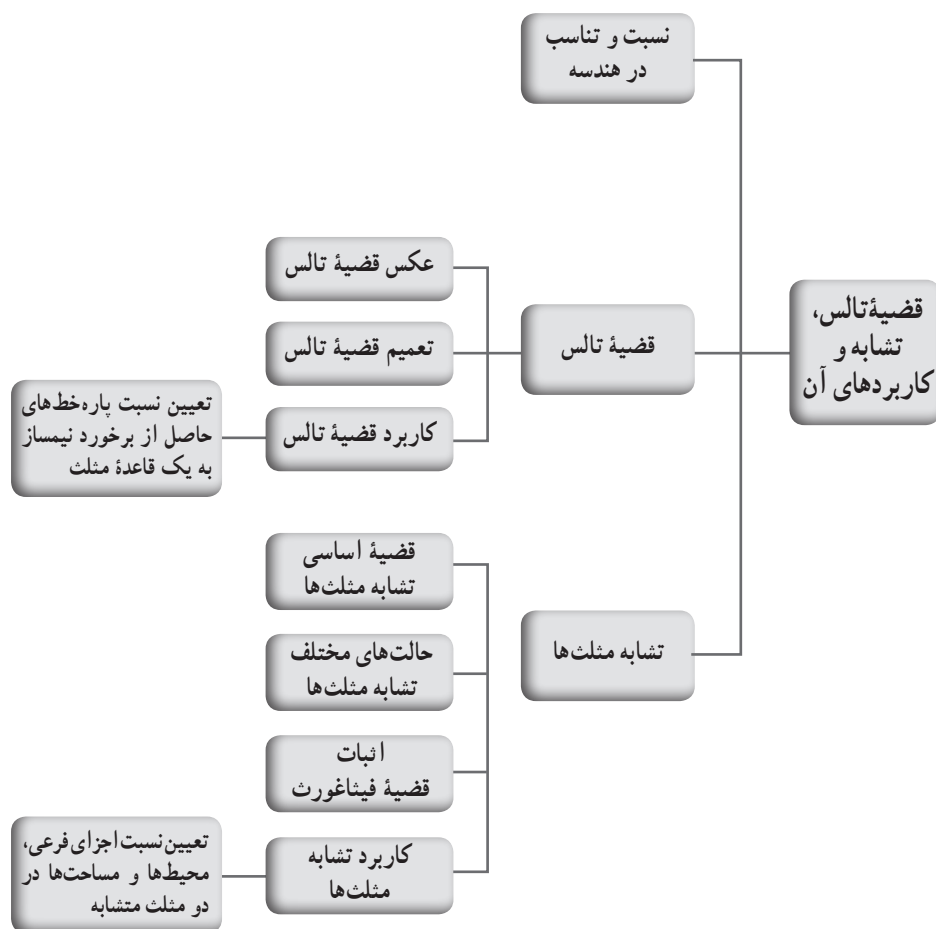 قضیهٔ تالس،
تشابه و
کاربردهای آن
نسبت و تناسب
در هندسه
قضیهٔ تالس
عکس قضیهٔ تالس
تعمیم قضیهٔ تالس
کاربرد قضیهٔ تالس
تعیین نسبت پاره‌خط‌های
حاصل از برخورد نیمساز
به یک قاعدهٔ مثلث
تشابه مثلث‌ها
قضیهٔ اساسی
تشابه مثلث‌ها
حالت‌های مختلف
تشابه مثلث‌ها
اثبات
قضیهٔ فیثاغورث
کاربرد تشابه
مثلث‌ها
تعیین نسبت اجزای فرعی،
محیط‌ها و مساحت‌ها در
دو مثلث متشابه